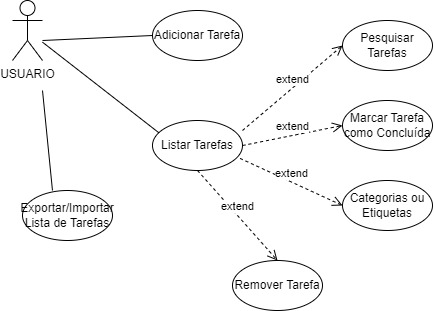 Adicionar Tarefa
Pesquisar
Tarefas
USUARIO
extend
Marcar Tarefa
como Concluída
extend
Listar Tarefas
extend
Categorias ou
Etiquetas
Exportar/Importar
Lista de Tarefas
extend
Remover Tarefa